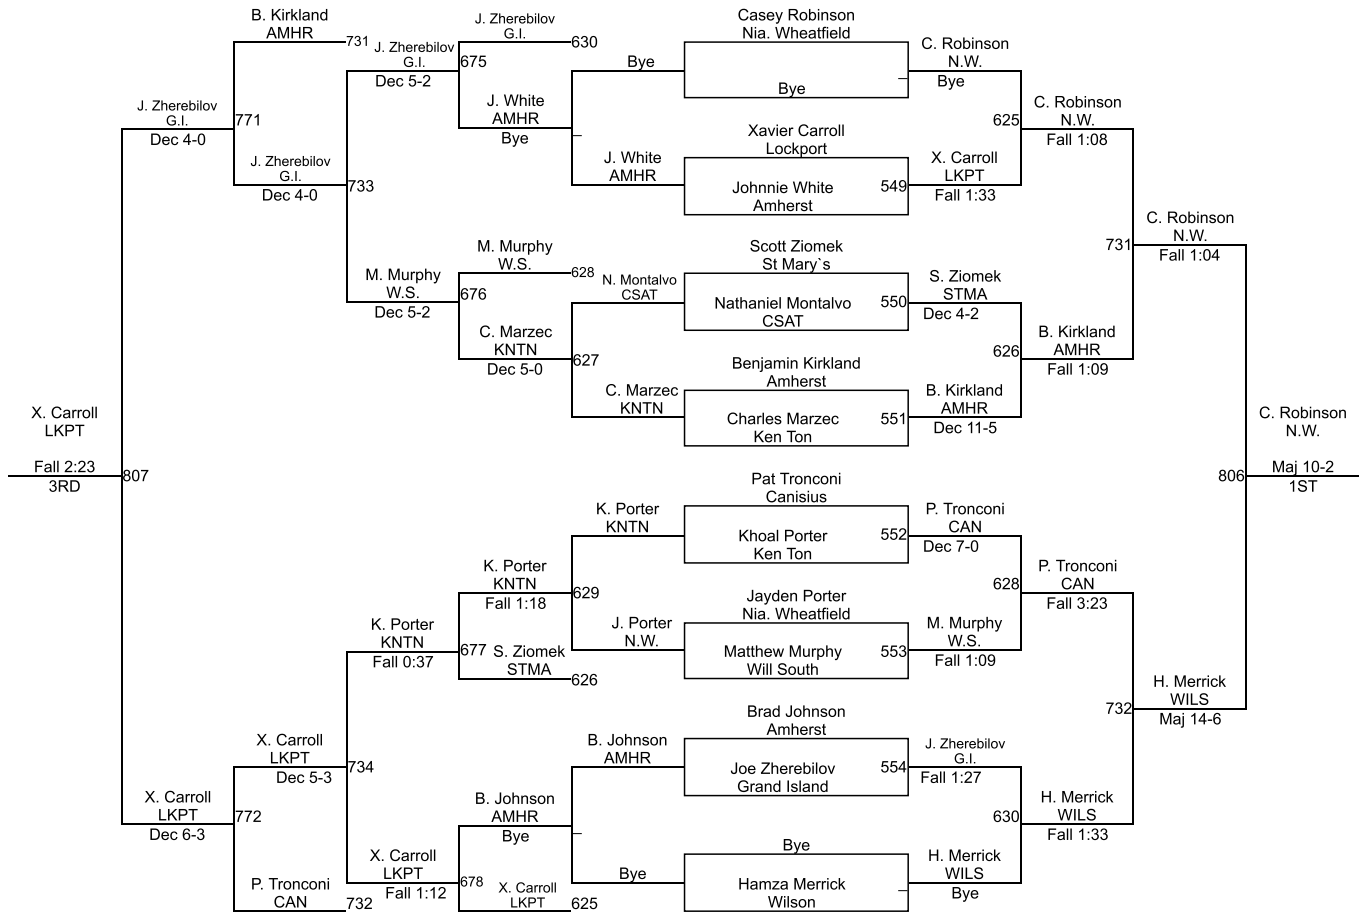 B. Kirkland
AMHR
731
J. Zherebilov
G.I.
Dec 5-2
J. Zherebilov
G.I.
630
675
J. White
AMHR
Bye
Bye
Casey Robinson
Nia. Wheatfield
Bye
C. Robinson
N.W.
Bye
J. Zherebilov
G.I.
Dec 4-0
771
J. Zherebilov
G.I.
Dec 4-0
733
J. White
AMHR
Xavier Carroll
Lockport
Johnnie White
Amherst
549
X. Carroll
LKPT
Fall 1:33
625
C. Robinson
N.W.
Fall 1:08
M. Murphy
W.S.
Dec 5-2
M. Murphy
W.S.
628
676
N. Montalvo
CSAT
Scott Ziomek
St Mary`s
Nathaniel Montalvo
CSAT
550
S. Ziomek
STMA
Dec 4-2
731
C. Robinson
N.W.
Fall 1:04
C. Marzec
KNTN
Dec 5-0
627
C. Marzec
KNTN
Benjamin Kirkland
Amherst
Charles Marzec
Ken Ton
551
B. Kirkland
AMHR
Dec 11-5
626
B. Kirkland
AMHR
Fall 1:09
X. Carroll
LKPT
Fall 2:23
3RD
807
806
C. Robinson
N.W.
Maj 10-2
1ST
K. Porter
KNTN
Pat Tronconi
Canisius
Khoal Porter
Ken Ton
552
P. Tronconi
CAN
Dec 7-0
K. Porter
KNTN
Fall 1:18
629
628
P. Tronconi
CAN
Fall 3:23
K. Porter
KNTN
Fall 0:37
677
S. Ziomek
STMA
626
J. Porter
N.W.
Jayden Porter
Nia. Wheatfield
Matthew Murphy
Will South
553
M. Murphy
W.S.
Fall 1:09
732
H. Merrick
WILS
Maj 14-6
X. Carroll
LKPT
Dec 5-3
734
B. Johnson
AMHR
Brad Johnson
Amherst
Joe Zherebilov
Grand Island
554
J. Zherebilov
G.I.
Fall 1:27
X. Carroll
LKPT
Dec 6-3
772
B. Johnson
AMHR
Bye
630
H. Merrick
WILS
Fall 1:33
P. Tronconi
CAN
732
X. Carroll
LKPT
Fall 1:12
678
X. Carroll
LKPT
625
Bye
Bye
Hamza Merrick
Wilson
H. Merrick
WILS
Bye